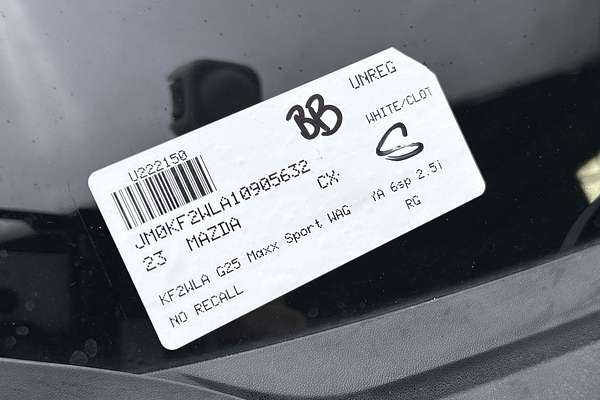 U222150
BB
UNREG
JM0KF2WLA10905632
WHITE/CLOT
S
23 MAZDA CX-
KF2WLA G25 Maxx Sport WAG YA 6sp 2.5i
NO RECALL RG